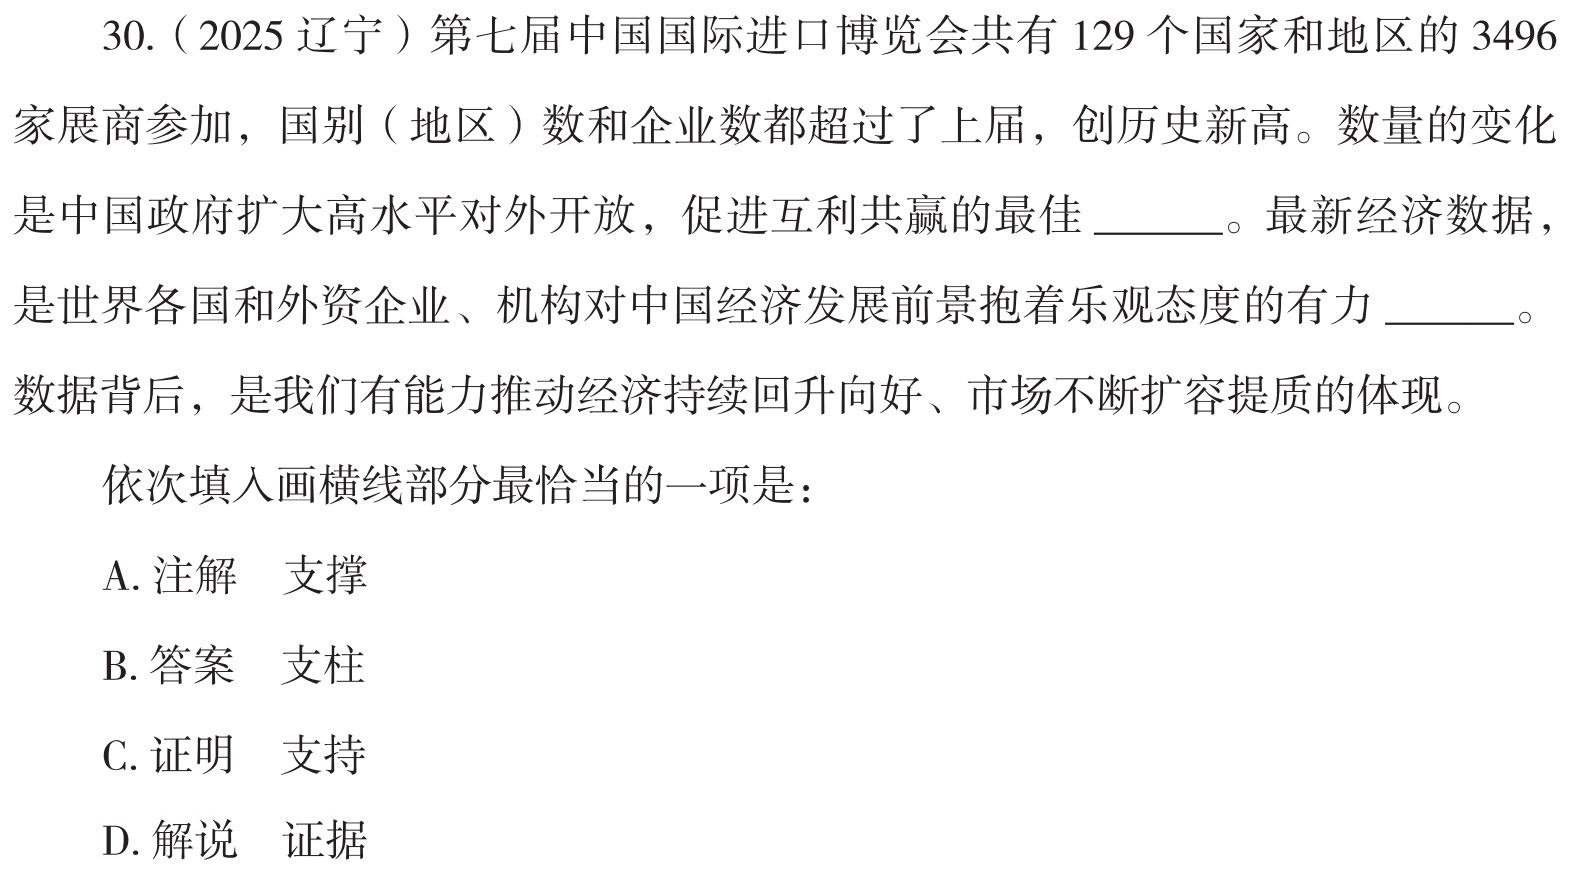 30.（2025 辽宁）第七届中国国际进口博览会共有 129 个国家和地区的 3496
家展商参加，国别（地区）数和企业数都超过了上届，创历史新高。数量的变化
是中国政府扩大高水平对外开放，促进互利共赢的最佳 ______。最新经济数据，
是世界各国和外资企业、机构对中国经济发展前景抱着乐观态度的有力 ______。
数据背后，是我们有能力推动经济持续回升向好、市场不断扩容提质的体现。
依次填入画横线部分最恰当的一项是：
A. 注解　支撑
B. 答案　支柱
C. 证明　支持
D. 解说　证据